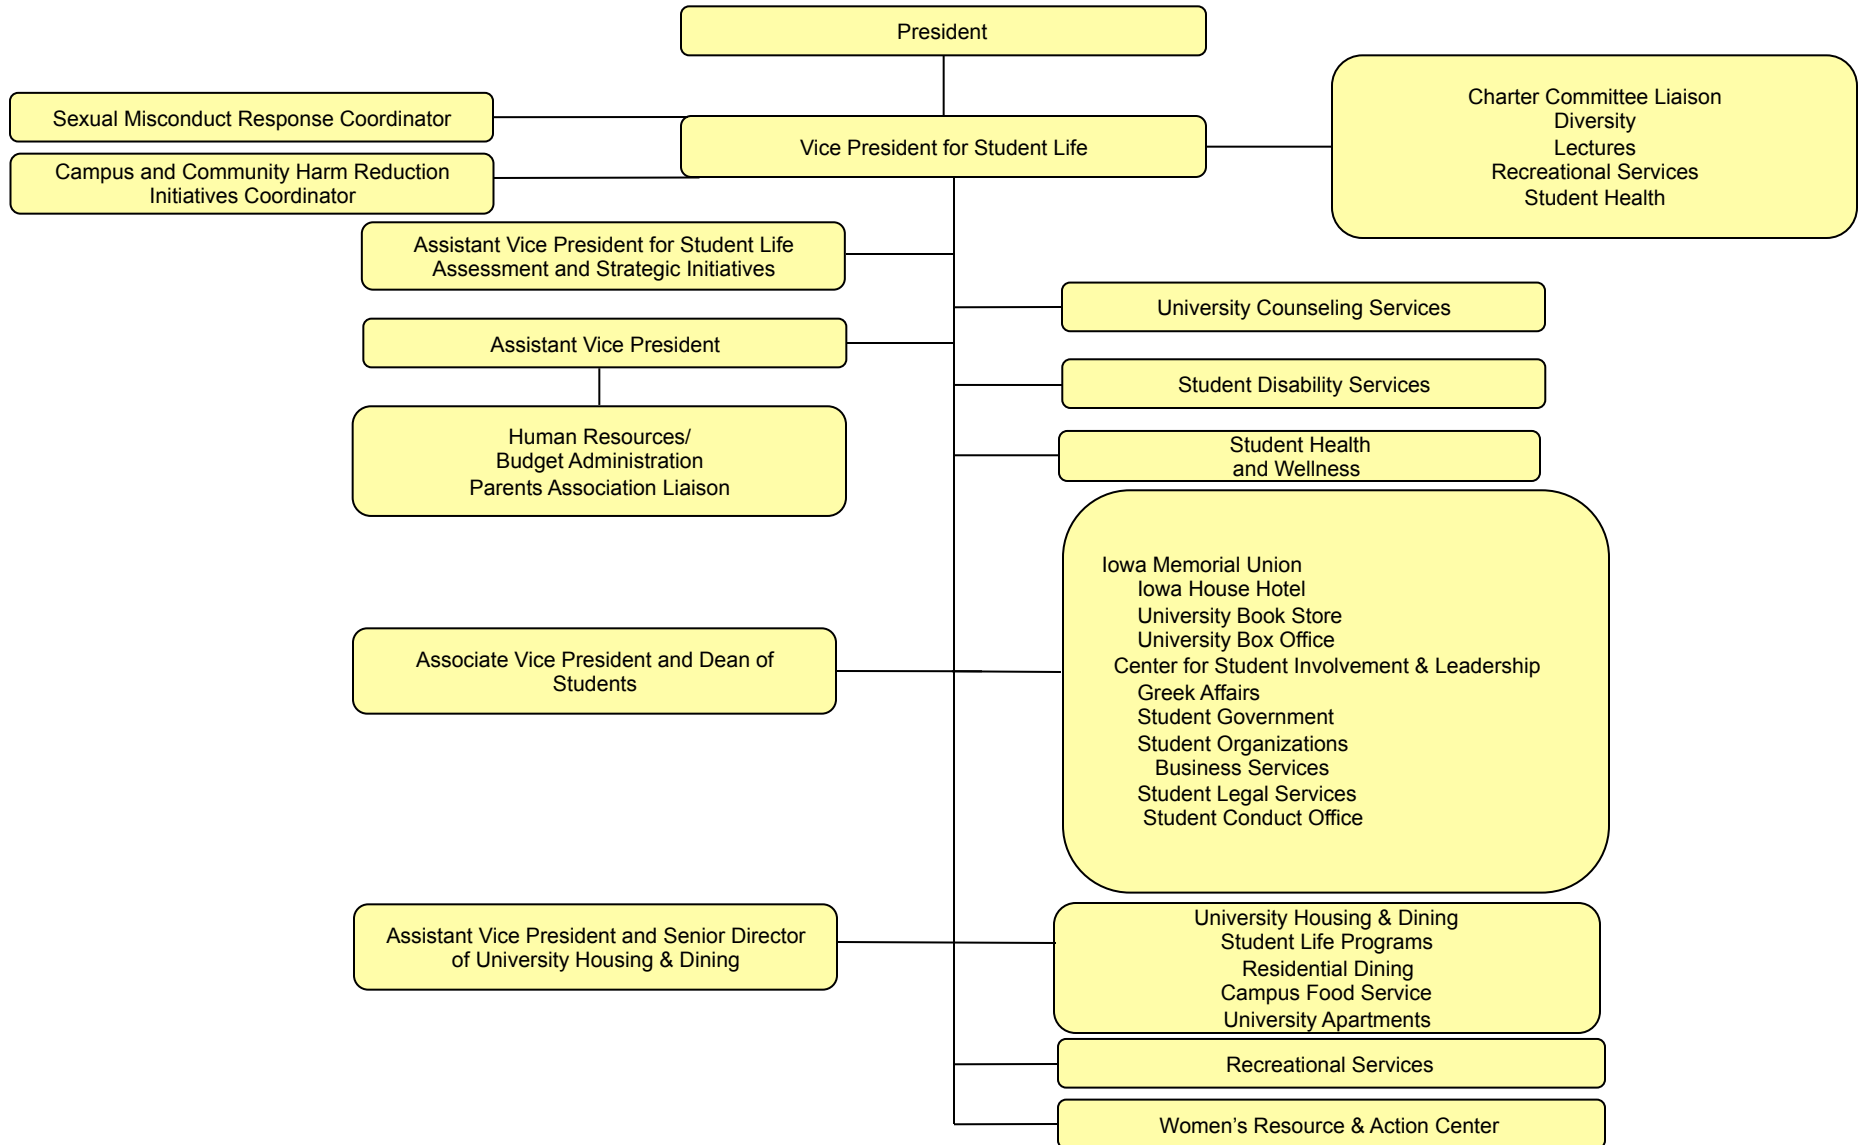 President
Sexual Misconduct Response Coordinator
Vice President for Student Life
Charter Committee Liaison
Diversity
Lectures
Recreational Services
Student Health
Campus and Community Harm Reduction
Initiatives Coordinator
Assistant Vice President for Student Life
Assessment and Strategic Initiatives
University Counseling Services
Assistant Vice President
Student Disability Services
Human Resources/
Budget Administration
Parents Association Liaison
Student Health
and Wellness
Iowa Memorial Union
Iowa House Hotel
University Book Store
University Box Office
Center for Student Involvement & Leadership
Greek Affairs
Student Government
Student Organizations
Business Services
Student Legal Services
Student Conduct Office
Associate Vice President and Dean of
Students
Assistant Vice President and Senior Director
of University Housing & Dining
University Housing & Dining
Student Life Programs
Residential Dining
Campus Food Service
University Apartments
Recreational Services
Women’s Resource & Action Center